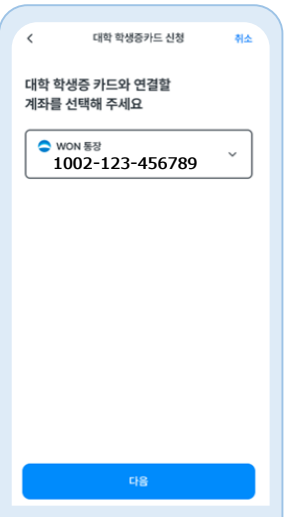 대학 학생증카드 신청
취소
대학 학생증 카드와 연결할
계좌를 선택해 주세요
WON 통장
1002-123-456789
다음